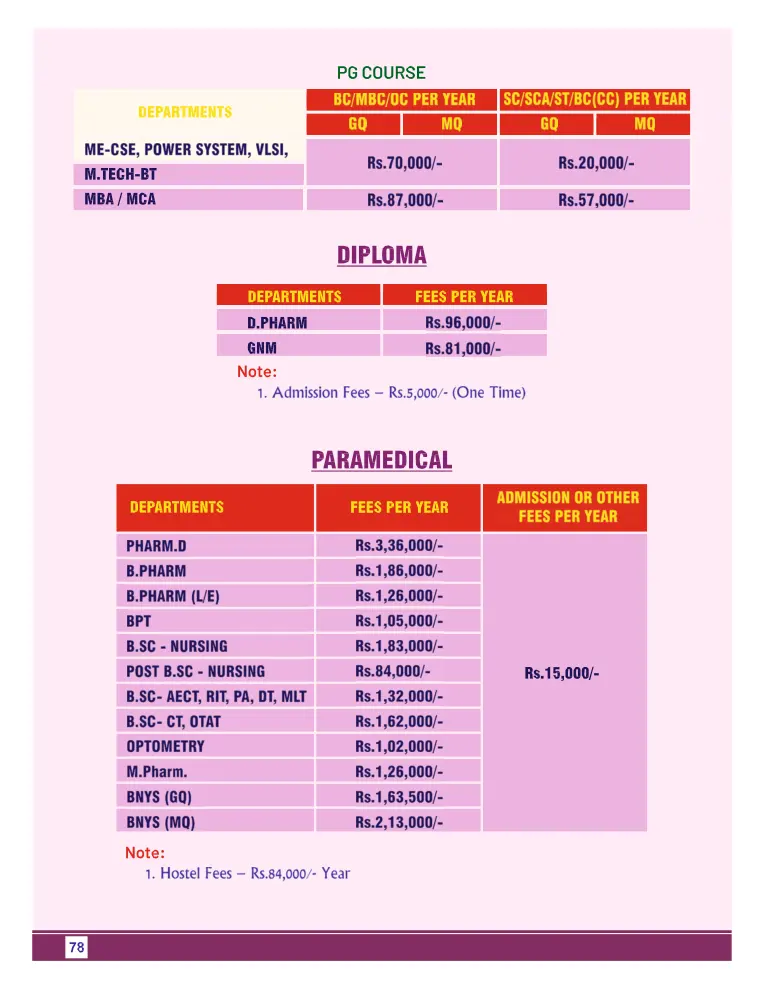 PG COURSE
DEPARTMENTS BC/MBC/OC PER YEAR SC/SCA/ST/BC(CC) PER YEAR
GQ MQ GQ MQ
ME-CSE, POWER SYSTEM, VLSI,
M.TECH-BT Rs.70,000/- Rs.20,000/-
MBA / MCA Rs.87,000/- Rs.57,000/-
DIPLOMA
DEPARTMENTS FEES PER YEAR
D.PHARM Rs.96,000/-
GNM Rs.81,000/-
Note:
1. Admission Fees – Rs.5,000/- (One Time)
PARAMEDICAL
DEPARTMENTS FEES PER YEAR ADMISSION OR OTHER
FEES PER YEAR
PHARM.D Rs.3,36,000/-
B.PHARM Rs.1,86,000/-
B.PHARM (L/E) Rs.1,26,000/-
BPT Rs.1,05,000/-
B.SC - NURSING Rs.1,83,000/-
POST B.SC - NURSING Rs.84,000/- Rs.15,000/-
B.SC- AECT, RIT, PA, DT, MLT Rs.1,32,000/-
B.SC- CT, OTAT Rs.1,62,000/-
OPTOMETRY Rs.1,02,000/-
M.Pharm. Rs.1,26,000/-
BNYS (GQ) Rs.1,63,500/-
BNYS (MQ) Rs.2,13,000/-
Note:
1. Hostel Fees – Rs.84,000/- Year
78